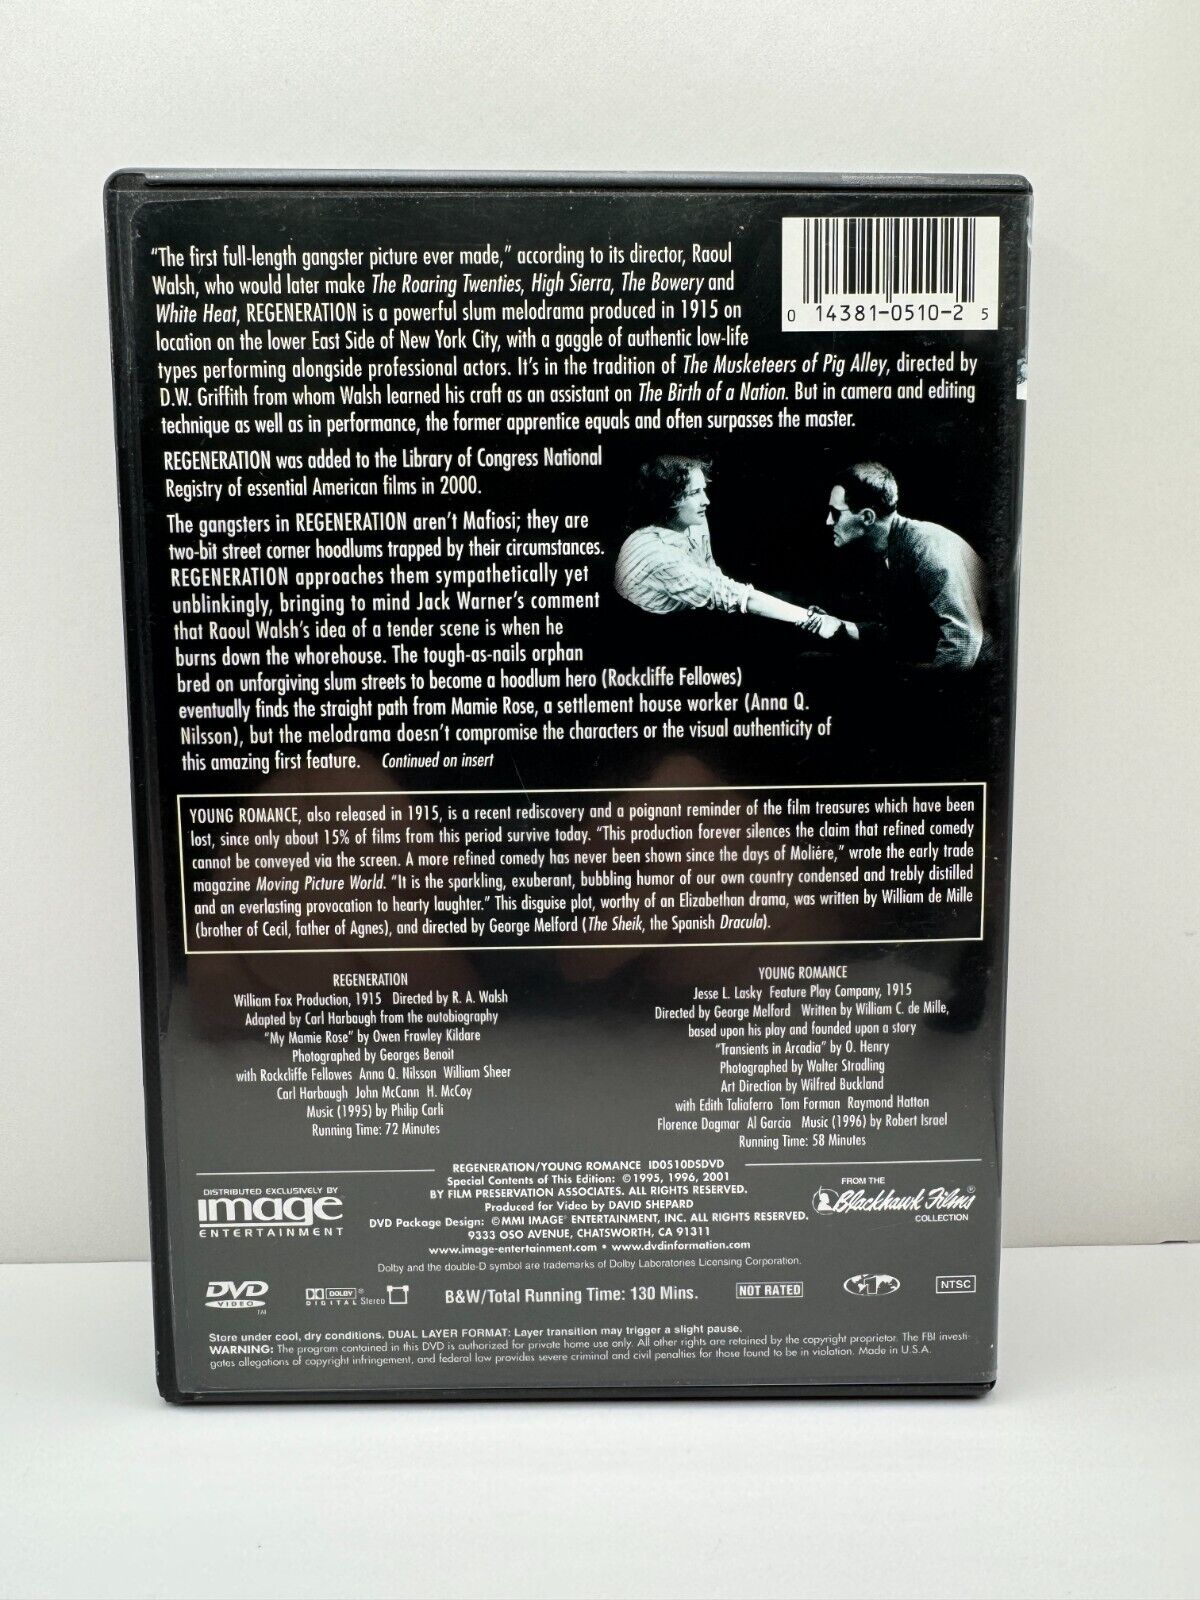 "The first full-length gangster picture ever made," according to its director, Raoul
Walsh, who would later make The Roaring Twenties, High Sierra, The Bowery and
White Heat, REGENERATION is a powerful slum melodrama produced in 1915 on
location on the lower East Side of New York City, with a gaggle of authentic low-life
types performing alongside professional actors. It's in the tradition of The Musketeers of Pig Alley, directed by
D.W. Griffith from whom Walsh learned his craft as an assistant on The Birth of a Nation. But in camera and editing
technique as well as in performance, the former apprentice equals and often surpasses the master.
0 14381-0510-2 5
REGENERATION was added to the Library of Congress National
Registry of essential American films in 2000.
The gangsters in REGENERATION aren't Mafiosi; they are
two-bit street corner hoodlums trapped by their circumstances.
REGENERATION approaches them sympathetically yet
unblinkingly, bringing to mind Jack Warner's comment
that Raoul Walsh's idea of a tender scene is when he
burns down the whorehouse. The tough-as-nails orphan
bred on unforgiving slum streets to become a hoodlum hero (Rockcliffe Fellowes)
eventually finds the straight path from Mamie Rose, a settlement house worker (Anna Q.
Nilsson), but the melodrama doesn't compromise the characters or the visual authenticity of
this amazing first feature. Continued on insert
YOUNG ROMANCE, also released in 1915, is a recent rediscovery and a poignant reminder of the film treasures which have been
lost, since only about 15% of films from this period survive today. "This production forever silences the claim that refined comedy
cannot be conveyed via the screen. A more refined comedy has never been shown since the days of Moliére," wrote the early trade
magazine Moving Picture World. "It is the sparkling, exuberant, bubbling humor of our own country condensed and trebly distilled
and an everlasting provocation to hearty laughter." This disguise plot, worthy of an Elizabethan drama, was written by William de Mille
(brother of Cecil, father of Agnes), and directed by George Melford (The Sheik, the Spanish Dracula).
REGENERATION
William Fox Production, 1915 Directed by R. A. Walsh
Adapted by Carl Harbaugh from the autobiography
"My Mamie Rose" by Owen Frawley Kildare
Photographed by Georges Benoit
with Rockcliffe Fellowes Anna Q. Nilsson William Sheer
Carl Harbaugh John McCann H. McCoy
Music (1995) by Philip Carli
Running Time: 72 Minutes
YOUNG ROMANCE
Jesse L. Lasky Feature Play Company, 1915
Directed by George Melford Written by William C. de Mille,
based upon his play and founded upon a story
"Transients in Arcadia" by O. Henry
Photographed by Walter Stradling
Art Direction by Wilfred Buckland
with Edith Taliaferro Tom Forman Raymond Hatton
Florence Dagmar Al Garcia Music (1996) by Robert Israel
Running Time: 58 Minutes
DISTRIBUTED EXCLUSIVELY BY
image
ENTERTAINMENT
REGENERATION/YOUNG ROMANCE ID0510DSDVD
Special Contents of This Edition: ©1995, 1996, 2001
BY FILM PRESERVATION ASSOCIATES. ALL RIGHTS RESERVED.
Produced for Video by DAVID SHEPARD
DVD Package Design: ©MMI IMAGE® ENTERTAINMENT, INC. ALL RIGHTS RESERVED.
9333 OSO AVENUE, CHATSWORTH, CA 91311
www.image-entertainment.com • www.dvdinformation.com
FROM THE
Blackhawk Films®
COLLECTION
Dolby and the double-D symbol are trademarks of Dolby Laboratories Licensing Corporation.
DVD
VIDEO TM
DOLBY®
DIGITAL Stereo
B&W/Total Running Time: 130 Mins.
NOT RATED
NTSC
Store under cool, dry conditions. DUAL LAYER FORMAT: Layer transition may trigger a slight pause.
WARNING: The program contained in this DVD is authorized for private home use only. All other rights are retained by the copyright proprietor. The FBI investi-
gates allegations of copyright infringement, and federal law provides severe criminal and civil penalties for those found to be in violation. Made in U.S.A.